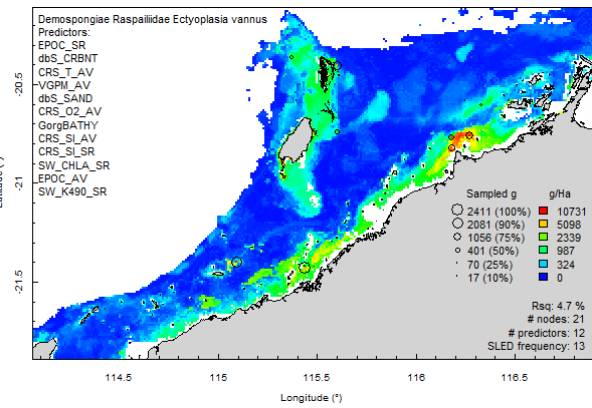 Demospongiae Raspailiidae Ectyoplasia vannus
Predictors:
EPOC_SR
dbS_CRBNT
CRS_T_AV
VGPM_AV
dbS_SAND
CRS_O2_AV
GorgBATHY
CRS_SI_AV
CRS_SI_SR
SW_CHLA_SR
EPOC_AV
SW_K490_SR
-20.5
-21
-21.5
Latitude (°)
Sampled g g/Ha
2411 (100%) 10731
2081 (90%) 5098
1056 (75%) 2339
401 (50%) 987
70 (25%) 324
17 (10%) 0
Rsq: 4.7 %
# nodes: 21
# predictors: 12
SLED frequency: 13
114.5 115 115.5 116 116.5
Longitude (°)